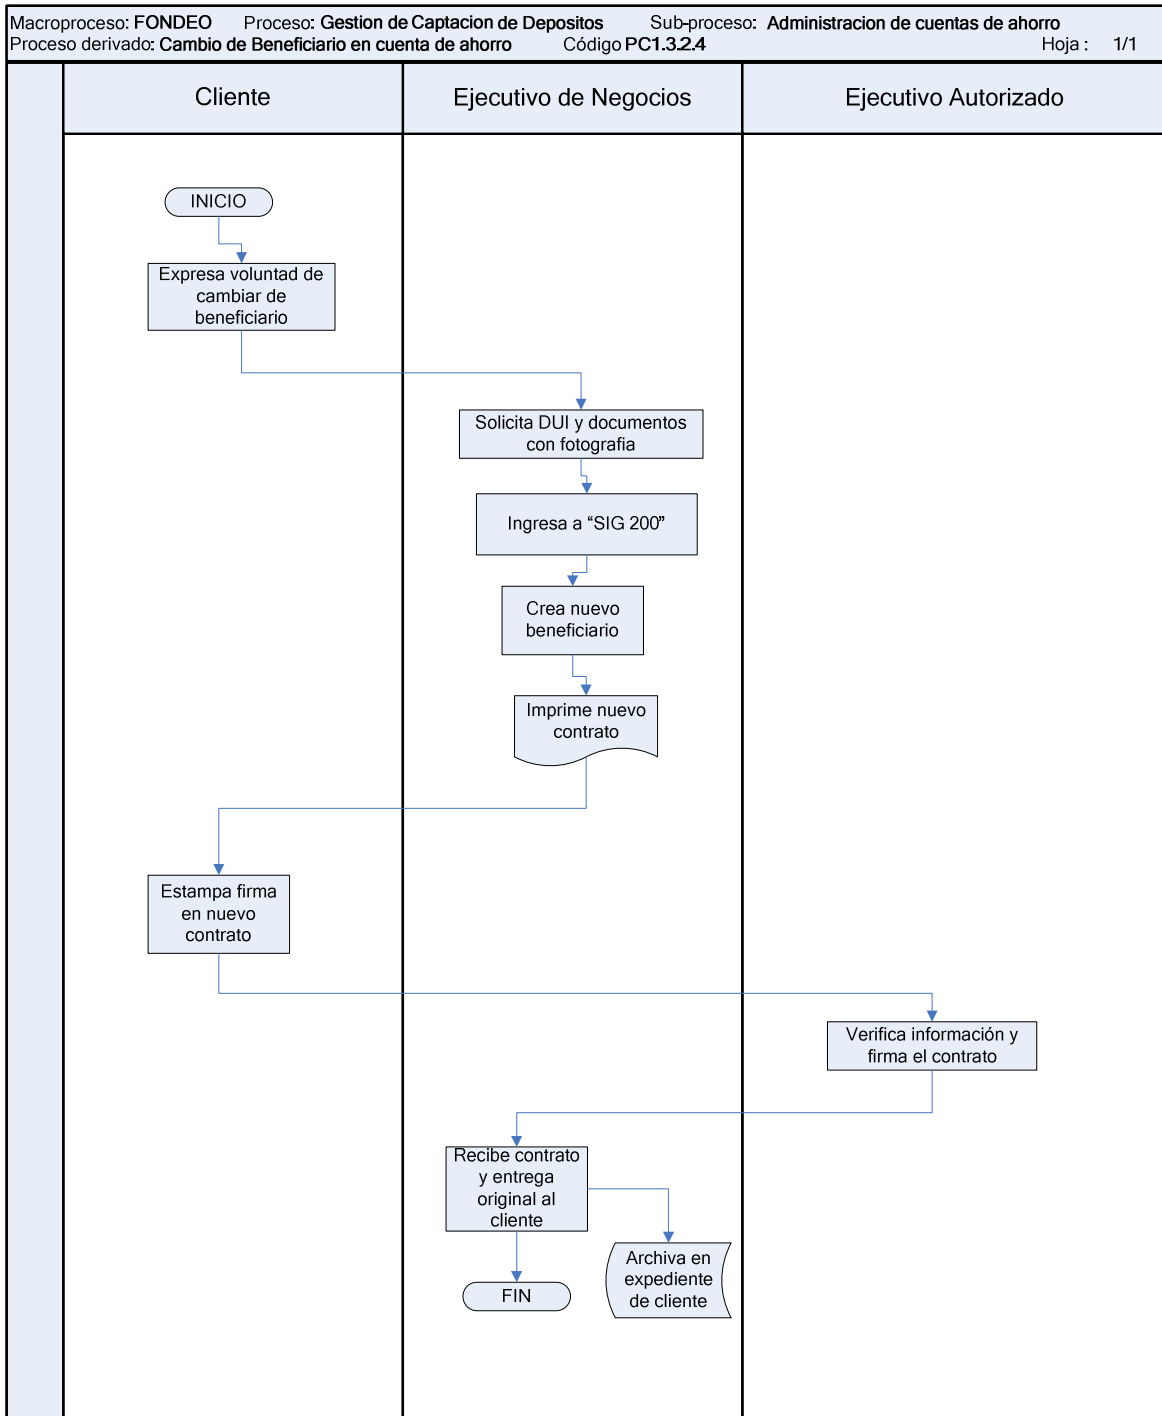 Macroproceso: FONDEO Proceso: Gestion de Captacion de Depositos Sub-proceso: Administracion de cuentas de ahorro
Proceso derivado: Cambio de Beneficiario en cuenta de ahorro Código PC1.3.2.4 Hoja : 1/1
Cliente Ejecutivo de Negocios Ejecutivo Autorizado
INICIO
Expresa voluntad de
cambiar de
beneficiario
Solicita DUI y documentos
con fotografia
Ingresa a “SIG 200”
Crea nuevo
beneficiario
Imprime nuevo
contrato
Estampa firma
en nuevo
contrato
Verifica información y
firma el contrato
Recibe contrato
y entrega
original al
cliente
Archiva en
expediente
de cliente
FIN